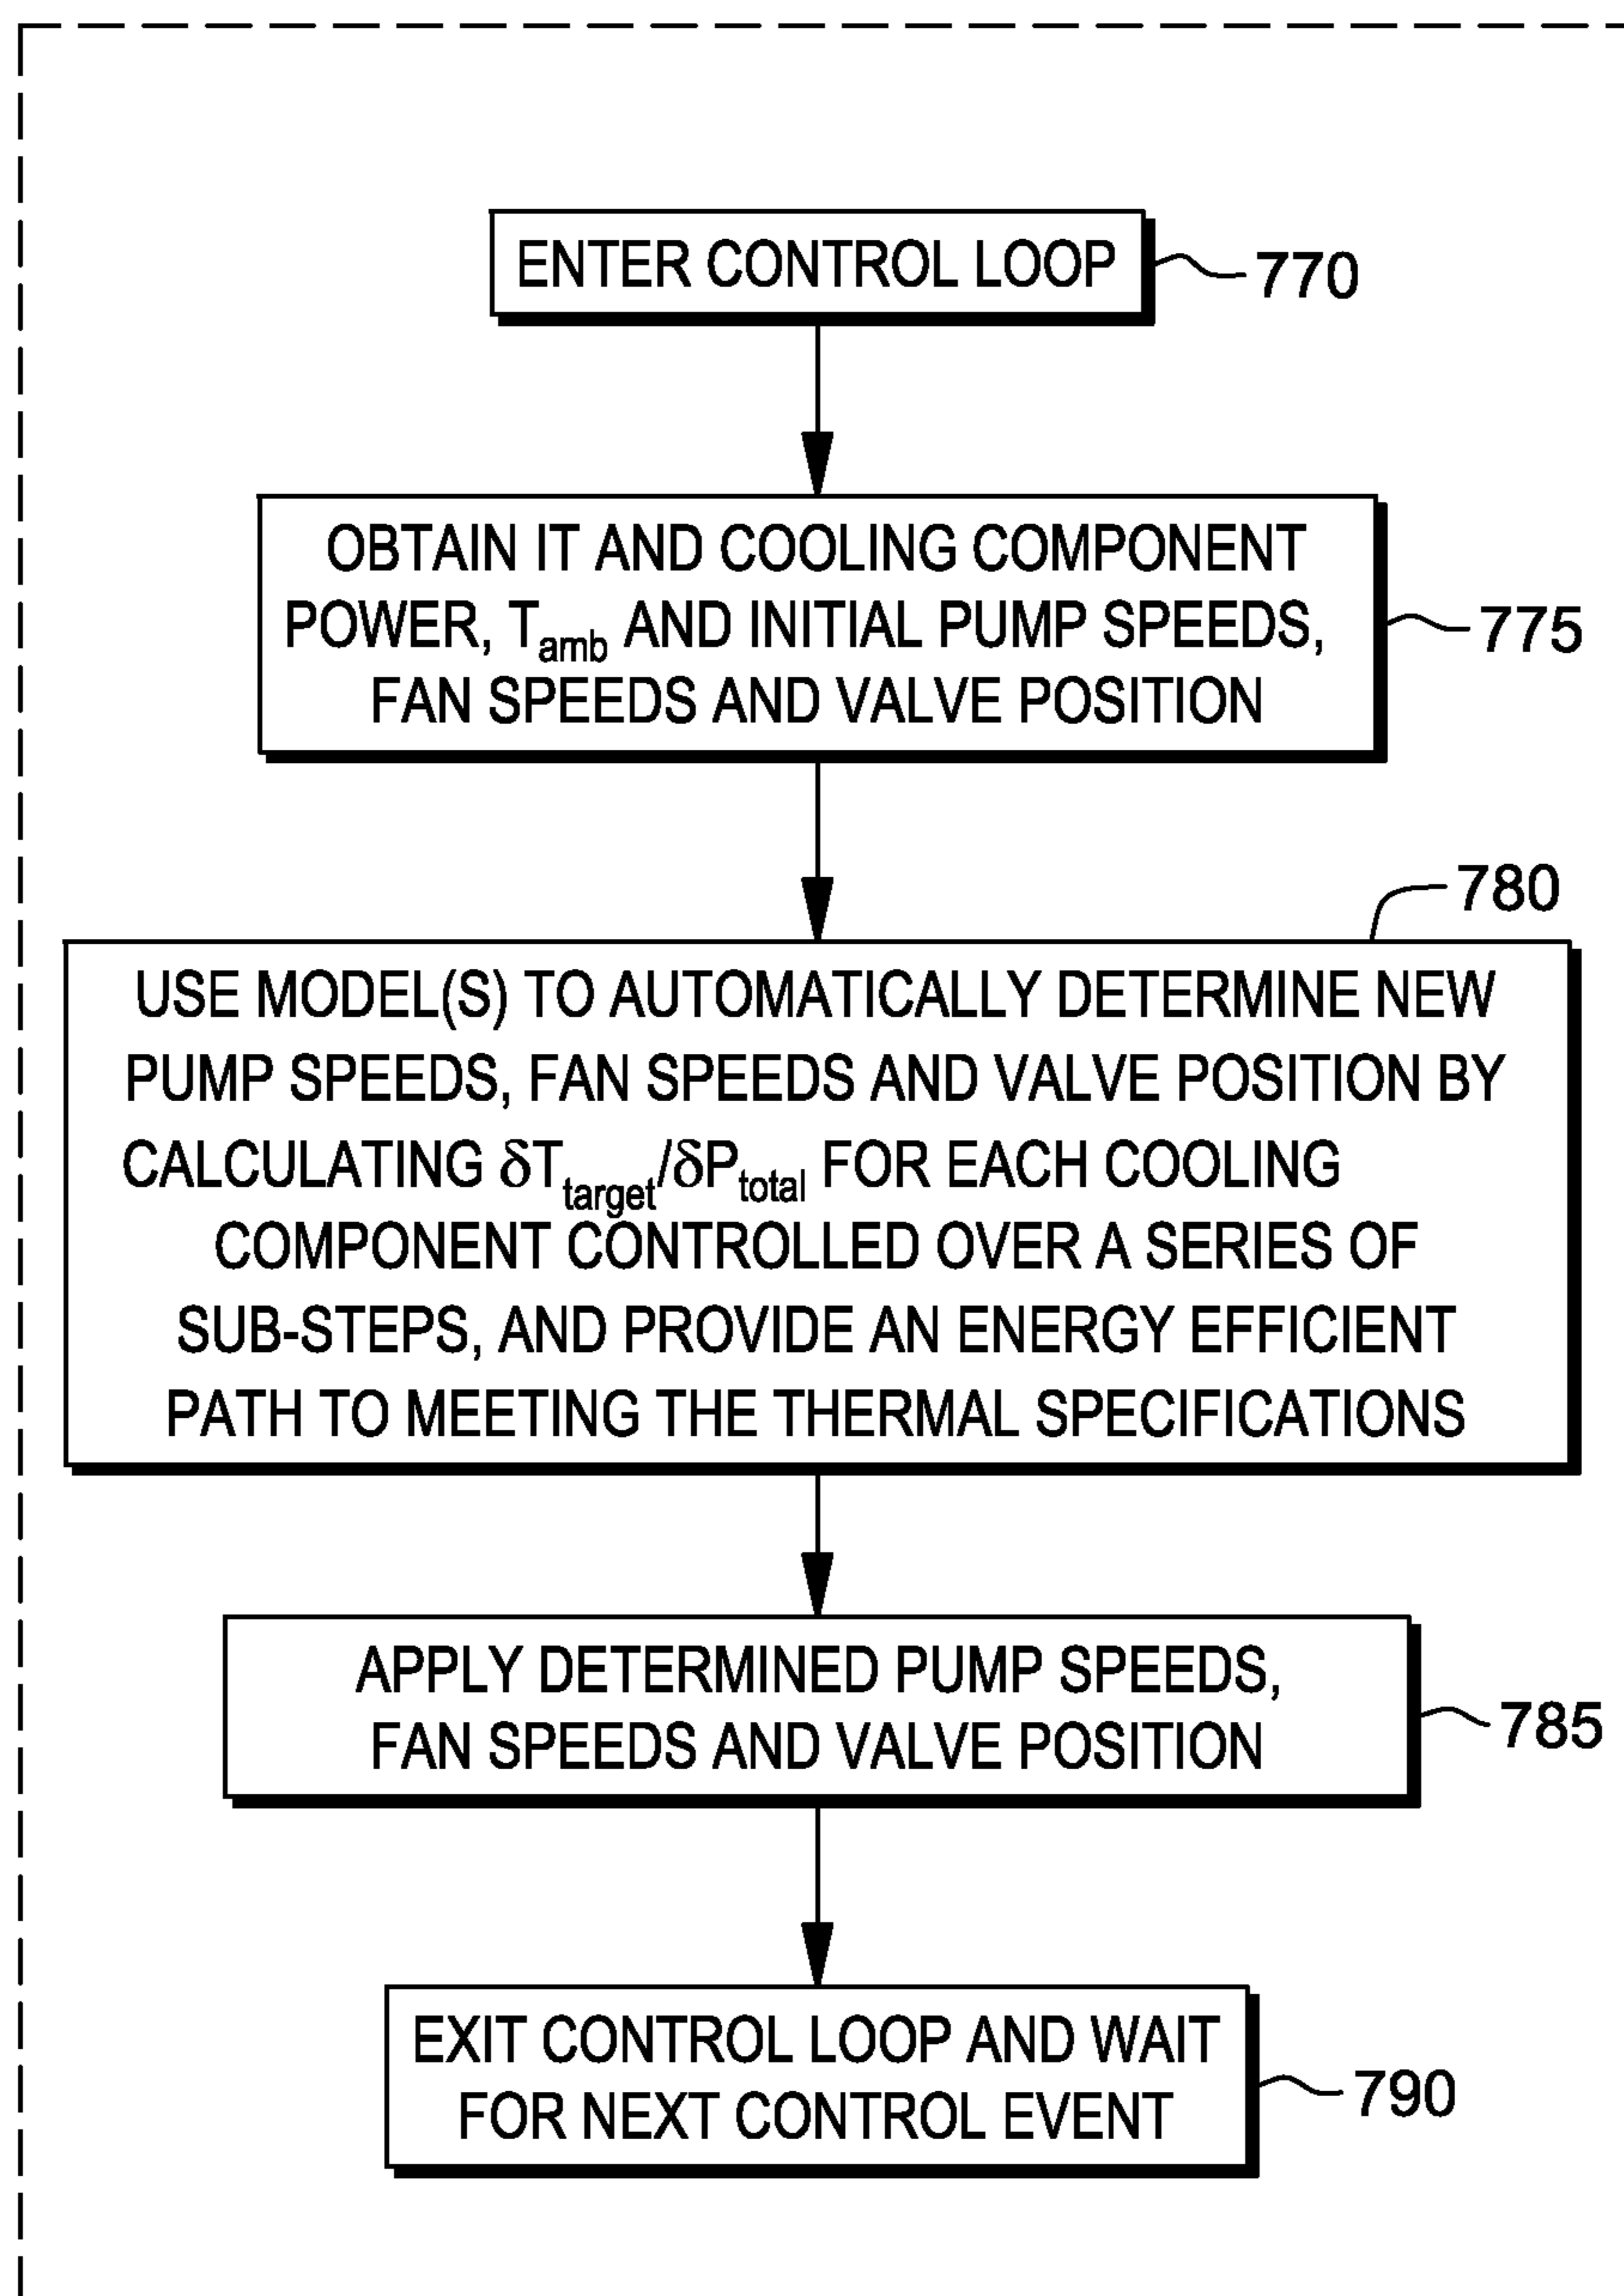 ENTER CONTROL LOOP
770
OBTAIN IT AND COOLING COMPONENT
POWER, Tamb AND INITIAL PUMP SPEEDS,
FAN SPEEDS AND VALVE POSITION
775
780
USE MODEL(S) TO AUTOMATICALLY DETERMINE NEW
PUMP SPEEDS, FAN SPEEDS AND VALVE POSITION BY
CALCULATING δTtarget/δPtotal FOR EACH COOLING
COMPONENT CONTROLLED OVER A SERIES OF
SUB-STEPS, AND PROVIDE AN ENERGY EFFICIENT
PATH TO MEETING THE THERMAL SPECIFICATIONS
APPLY DETERMINED PUMP SPEEDS,
FAN SPEEDS AND VALVE POSITION
785
EXIT CONTROL LOOP AND WAIT
FOR NEXT CONTROL EVENT
790